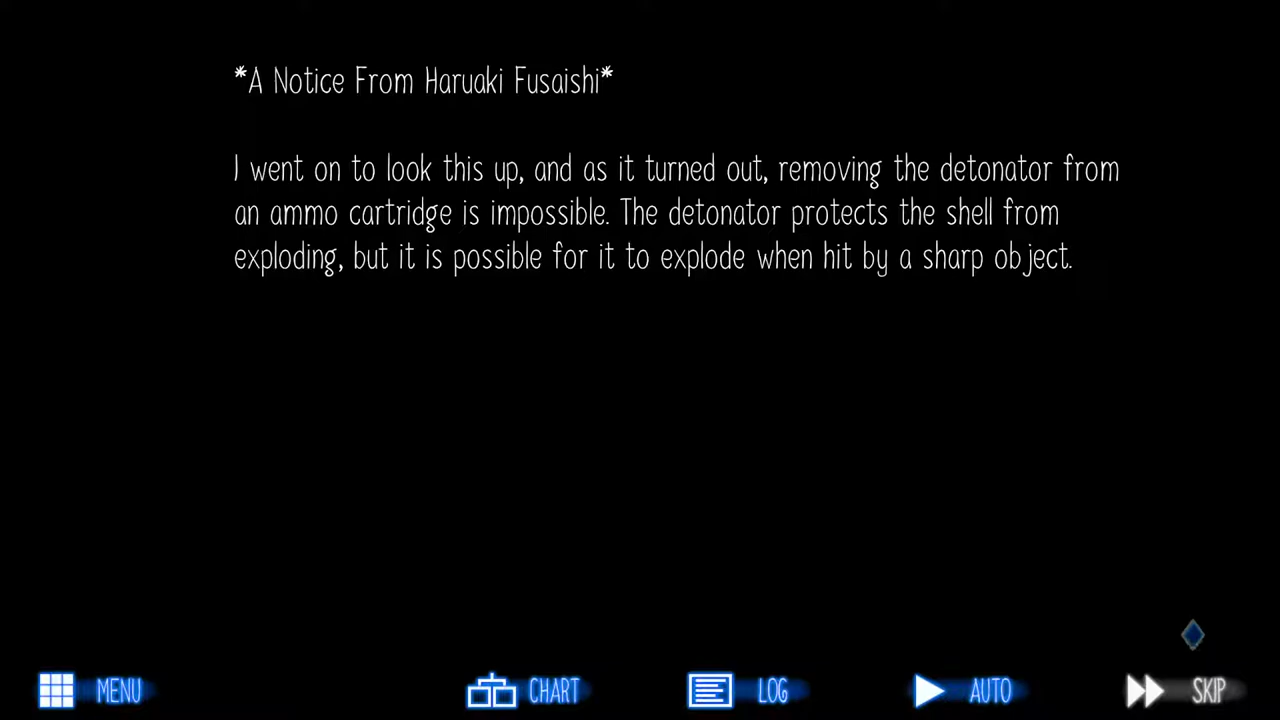 *A Notice From Haruaki Fusaishi*
I went on to look this up, and as it turned out, removing the detonator from
an ammo cartridge is impossible. The detonator protects the shell from
exploding, but it is possible for it to explode when hit by a sharp object.
MENU
CHART
LOG
AUTO
SKIP